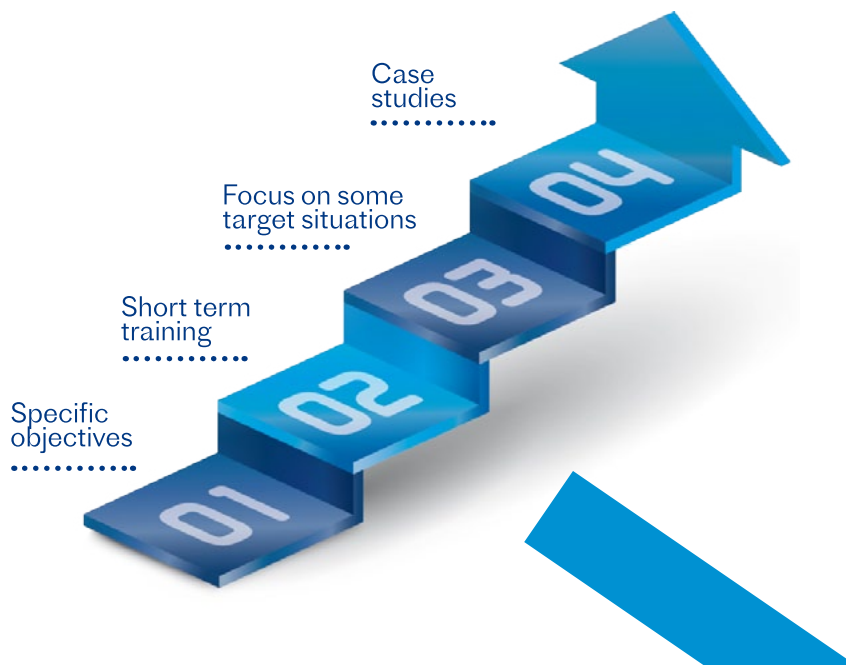 Case
studies
04
Focus on some
target situations
03
Short term
training
02
Specific
objectives
01